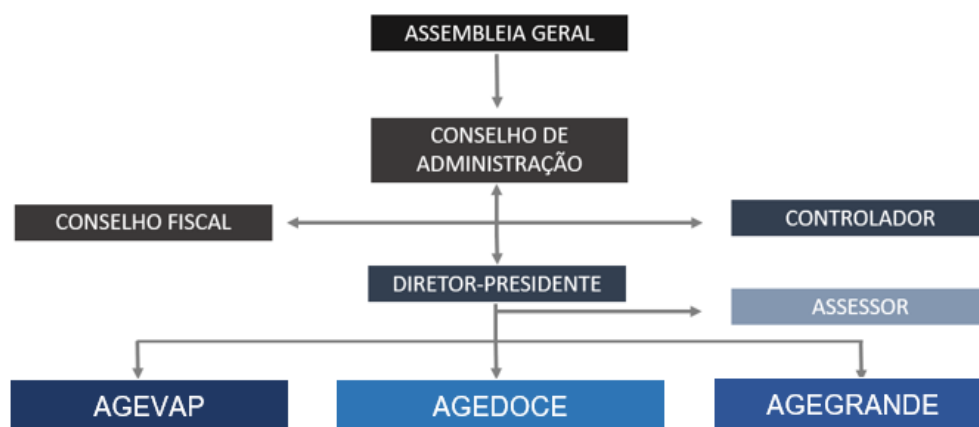 ASSEMBLEIA GERAL
CONSELHO DE
ADMINISTRAÇÃO
CONSELHO FISCAL
CONTROLADOR
DIRETOR-PRESIDENTE
ASSESSOR
AGEVAP
AGEDOCE
AGEGRANDE